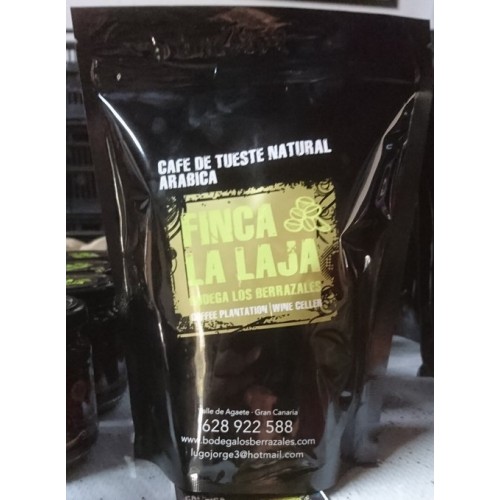 CAFE DE TUESTE NATURAL
ARABICA
FINCA
LA LAJA
BODEGA LOS BERRAZALES
COFFEE PLANTATION | WINE CELLER
Valle de Agaete · Gran Canaria
628 922 588
www.bodegalosberrazales.com
lugojorge3@hotmail.com